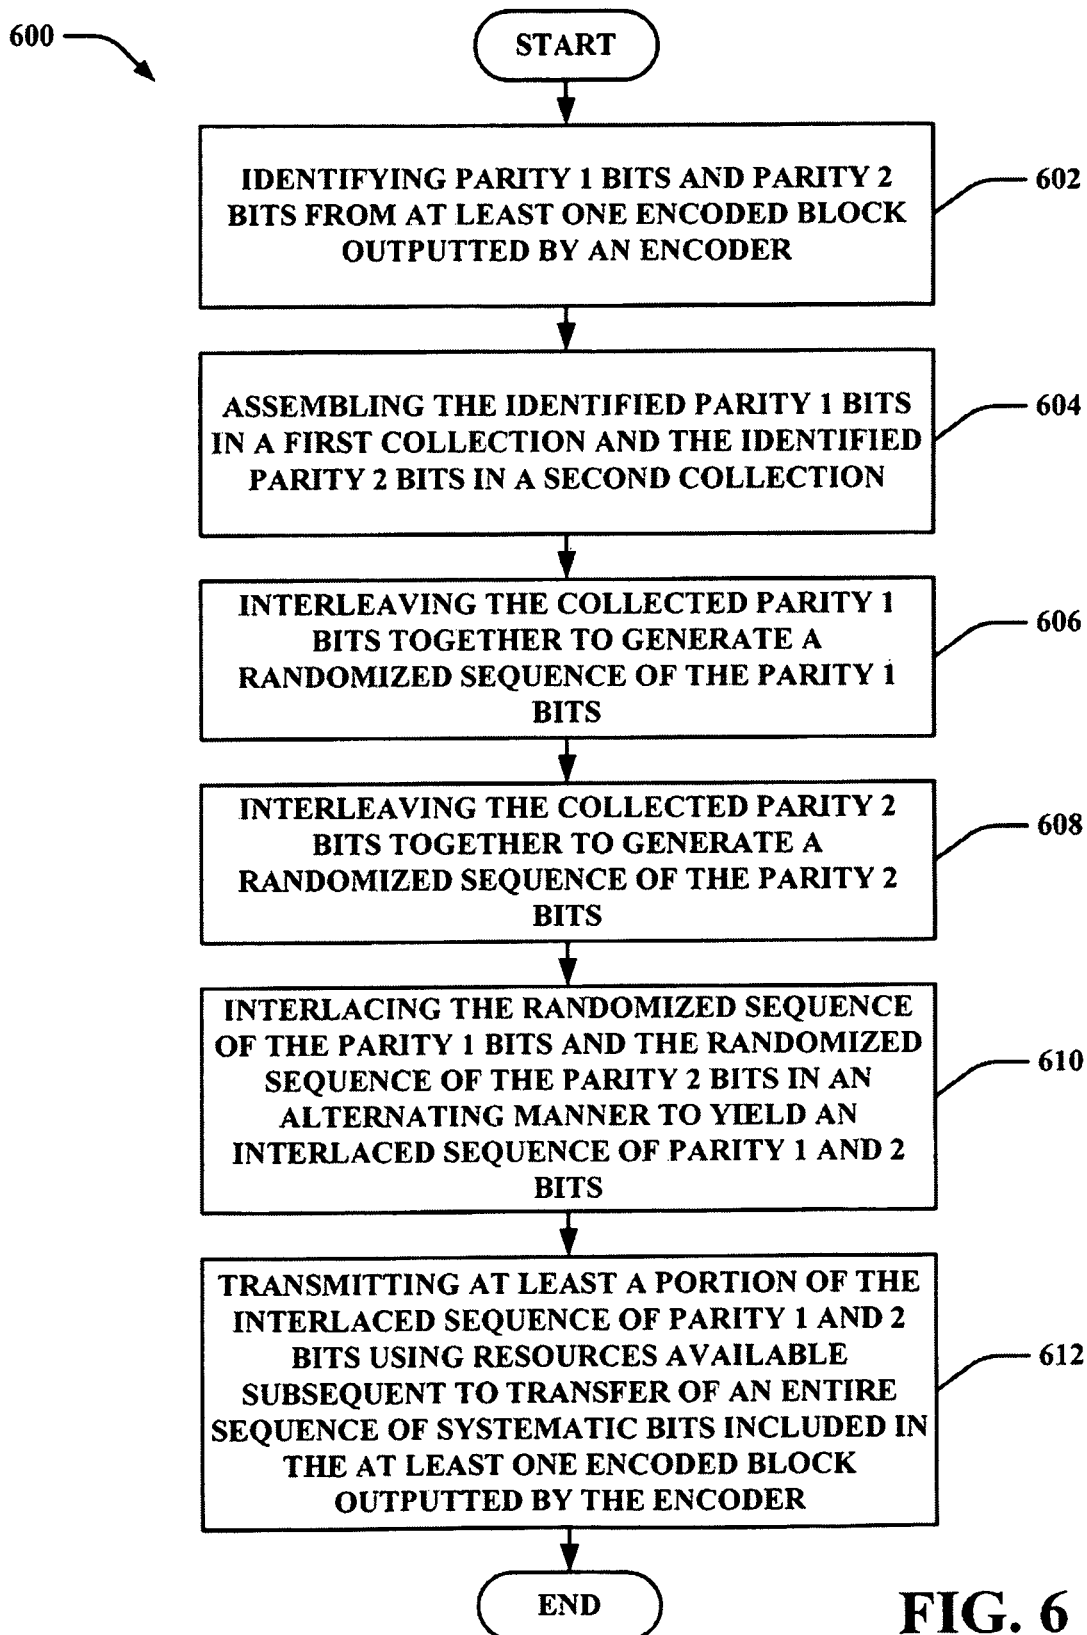 600
START
IDENTIFYING PARITY 1 BITS AND PARITY 2
BITS FROM AT LEAST ONE ENCODED BLOCK
OUTPUTTED BY AN ENCODER
602
ASSEMBLING THE IDENTIFIED PARITY 1 BITS
IN A FIRST COLLECTION AND THE IDENTIFIED
PARITY 2 BITS IN A SECOND COLLECTION
604
INTERLEAVING THE COLLECTED PARITY 1
BITS TOGETHER TO GENERATE A
RANDOMIZED SEQUENCE OF THE PARITY 1
BITS
606
INTERLEAVING THE COLLECTED PARITY 2
BITS TOGETHER TO GENERATE A
RANDOMIZED SEQUENCE OF THE PARITY 2
BITS
608
INTERLACING THE RANDOMIZED SEQUENCE
OF THE PARITY 1 BITS AND THE RANDOMIZED
SEQUENCE OF THE PARITY 2 BITS IN AN
ALTERNATING MANNER TO YIELD AN
INTERLACED SEQUENCE OF PARITY 1 AND 2
BITS
610
TRANSMITTING AT LEAST A PORTION OF THE
INTERLACED SEQUENCE OF PARITY 1 AND 2
BITS USING RESOURCES AVAILABLE
SUBSEQUENT TO TRANSFER OF AN ENTIRE
SEQUENCE OF SYSTEMATIC BITS INCLUDED IN
THE AT LEAST ONE ENCODED BLOCK
OUTPUTTED BY THE ENCODER
612
END
FIG. 6